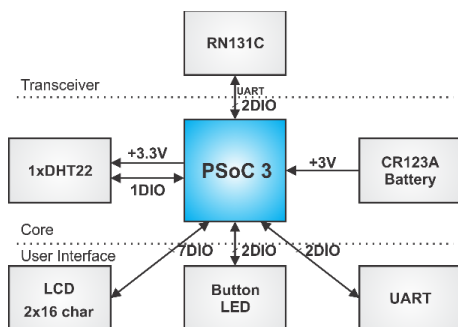 RN131C
Transceiver
UART
2DIO
+3.3V
1xDHT22
1DIO
PSoC 3
+3V
CR123A
Battery
Core
User Interface
7DIO
2DIO
2DIO
LCD
2x16 char
Button
LED
UART